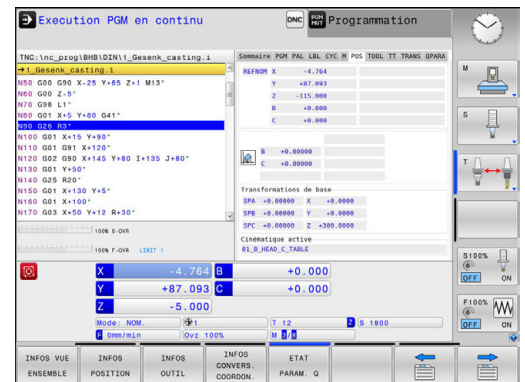 Execution PGM en continu
DNC
PGM MGT
Programmation
TNC:\nc_prog\BHB\DIN\1_Gesenk_casting.i
→1_Gesenk_casting.i
N50 G00 G90 X-25 Y+65 Z+1 M13*
N60 G00 Z-5*
N70 G98 L1*
N80 G01 X+5 Y+80 G41*
N90 G26 R3*
N100 G01 X+15 Y+90*
N110 G01 G91 X+120*
N120 G02 G90 X+145 Y+80 I+135 J+80*
N130 G01 Y+50*
N140 G25 R20*
N150 G01 X+130 Y+5*
N160 G01 X+100*
N170 G03 X+50 Y+12 R+30*
100% S-OVR
100% F-OVR LIMIT 1
Sommaire PGM PAL LBL CYC M POS TOOL TT TRANS QPARA
REFNOM X -4.764
Y +87.093
Z -115.000
B +0.000
C +0.000
B +0.00000
C +0.00000
Transformations de base
SPA +0.00000 X +0.0000
SPB +0.00000 Y +0.0000
SPC +0.00000 Z +300.0000
Cinématique active
01_B_HEAD_C_TABLE
X -4.764 B +0.000
Y +87.093 C +0.000
Z -5.000
Mode: NOM. 1 T 12 Z S 1800
F 0mm/min Ovr 100% M 5/8
M
S
T
S100%
OFF ON
F100%
OFF ON
INFOS VUE ENSEMBLE
INFOS POSITION
INFOS OUTIL
INFOS CONVERS. COORDON.
ETAT PARAM. Q